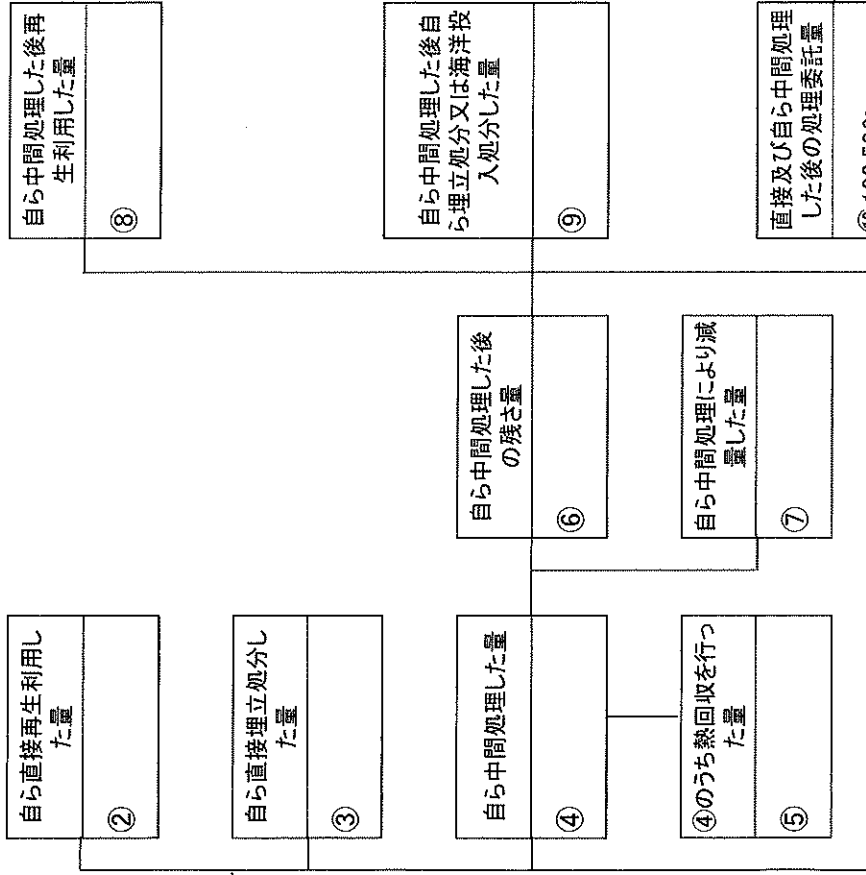 自ら直接再生利用し
た量
②
自ら直接埋立処分し
た量
③
自ら中間処理した量
④
④のうち熱回収を行っ
た量
⑤
自ら中間処理した後
の残さ量
⑥
自ら中間処理により減
量した量
⑦
自ら中間処理した後再
生利用した量
⑧
自ら中間処理した後自
ら埋立処分又は海洋投
入処分した量
⑨
直接及び自ら中間処理
した後の処理委託量